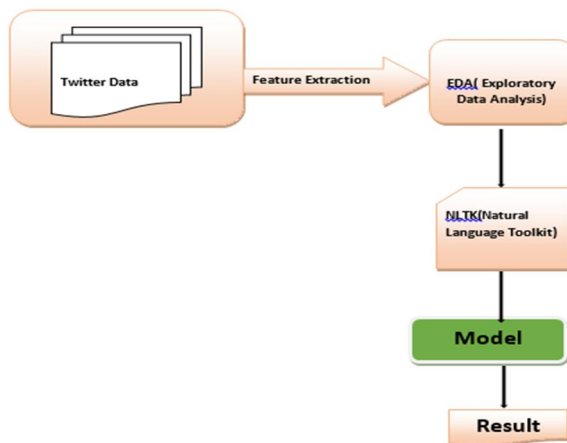 Twitter Data
Feature Extraction
EDA( Exploratory
Data Analysis)
NLTK(Natural
Language Toolkit)
Model
Result